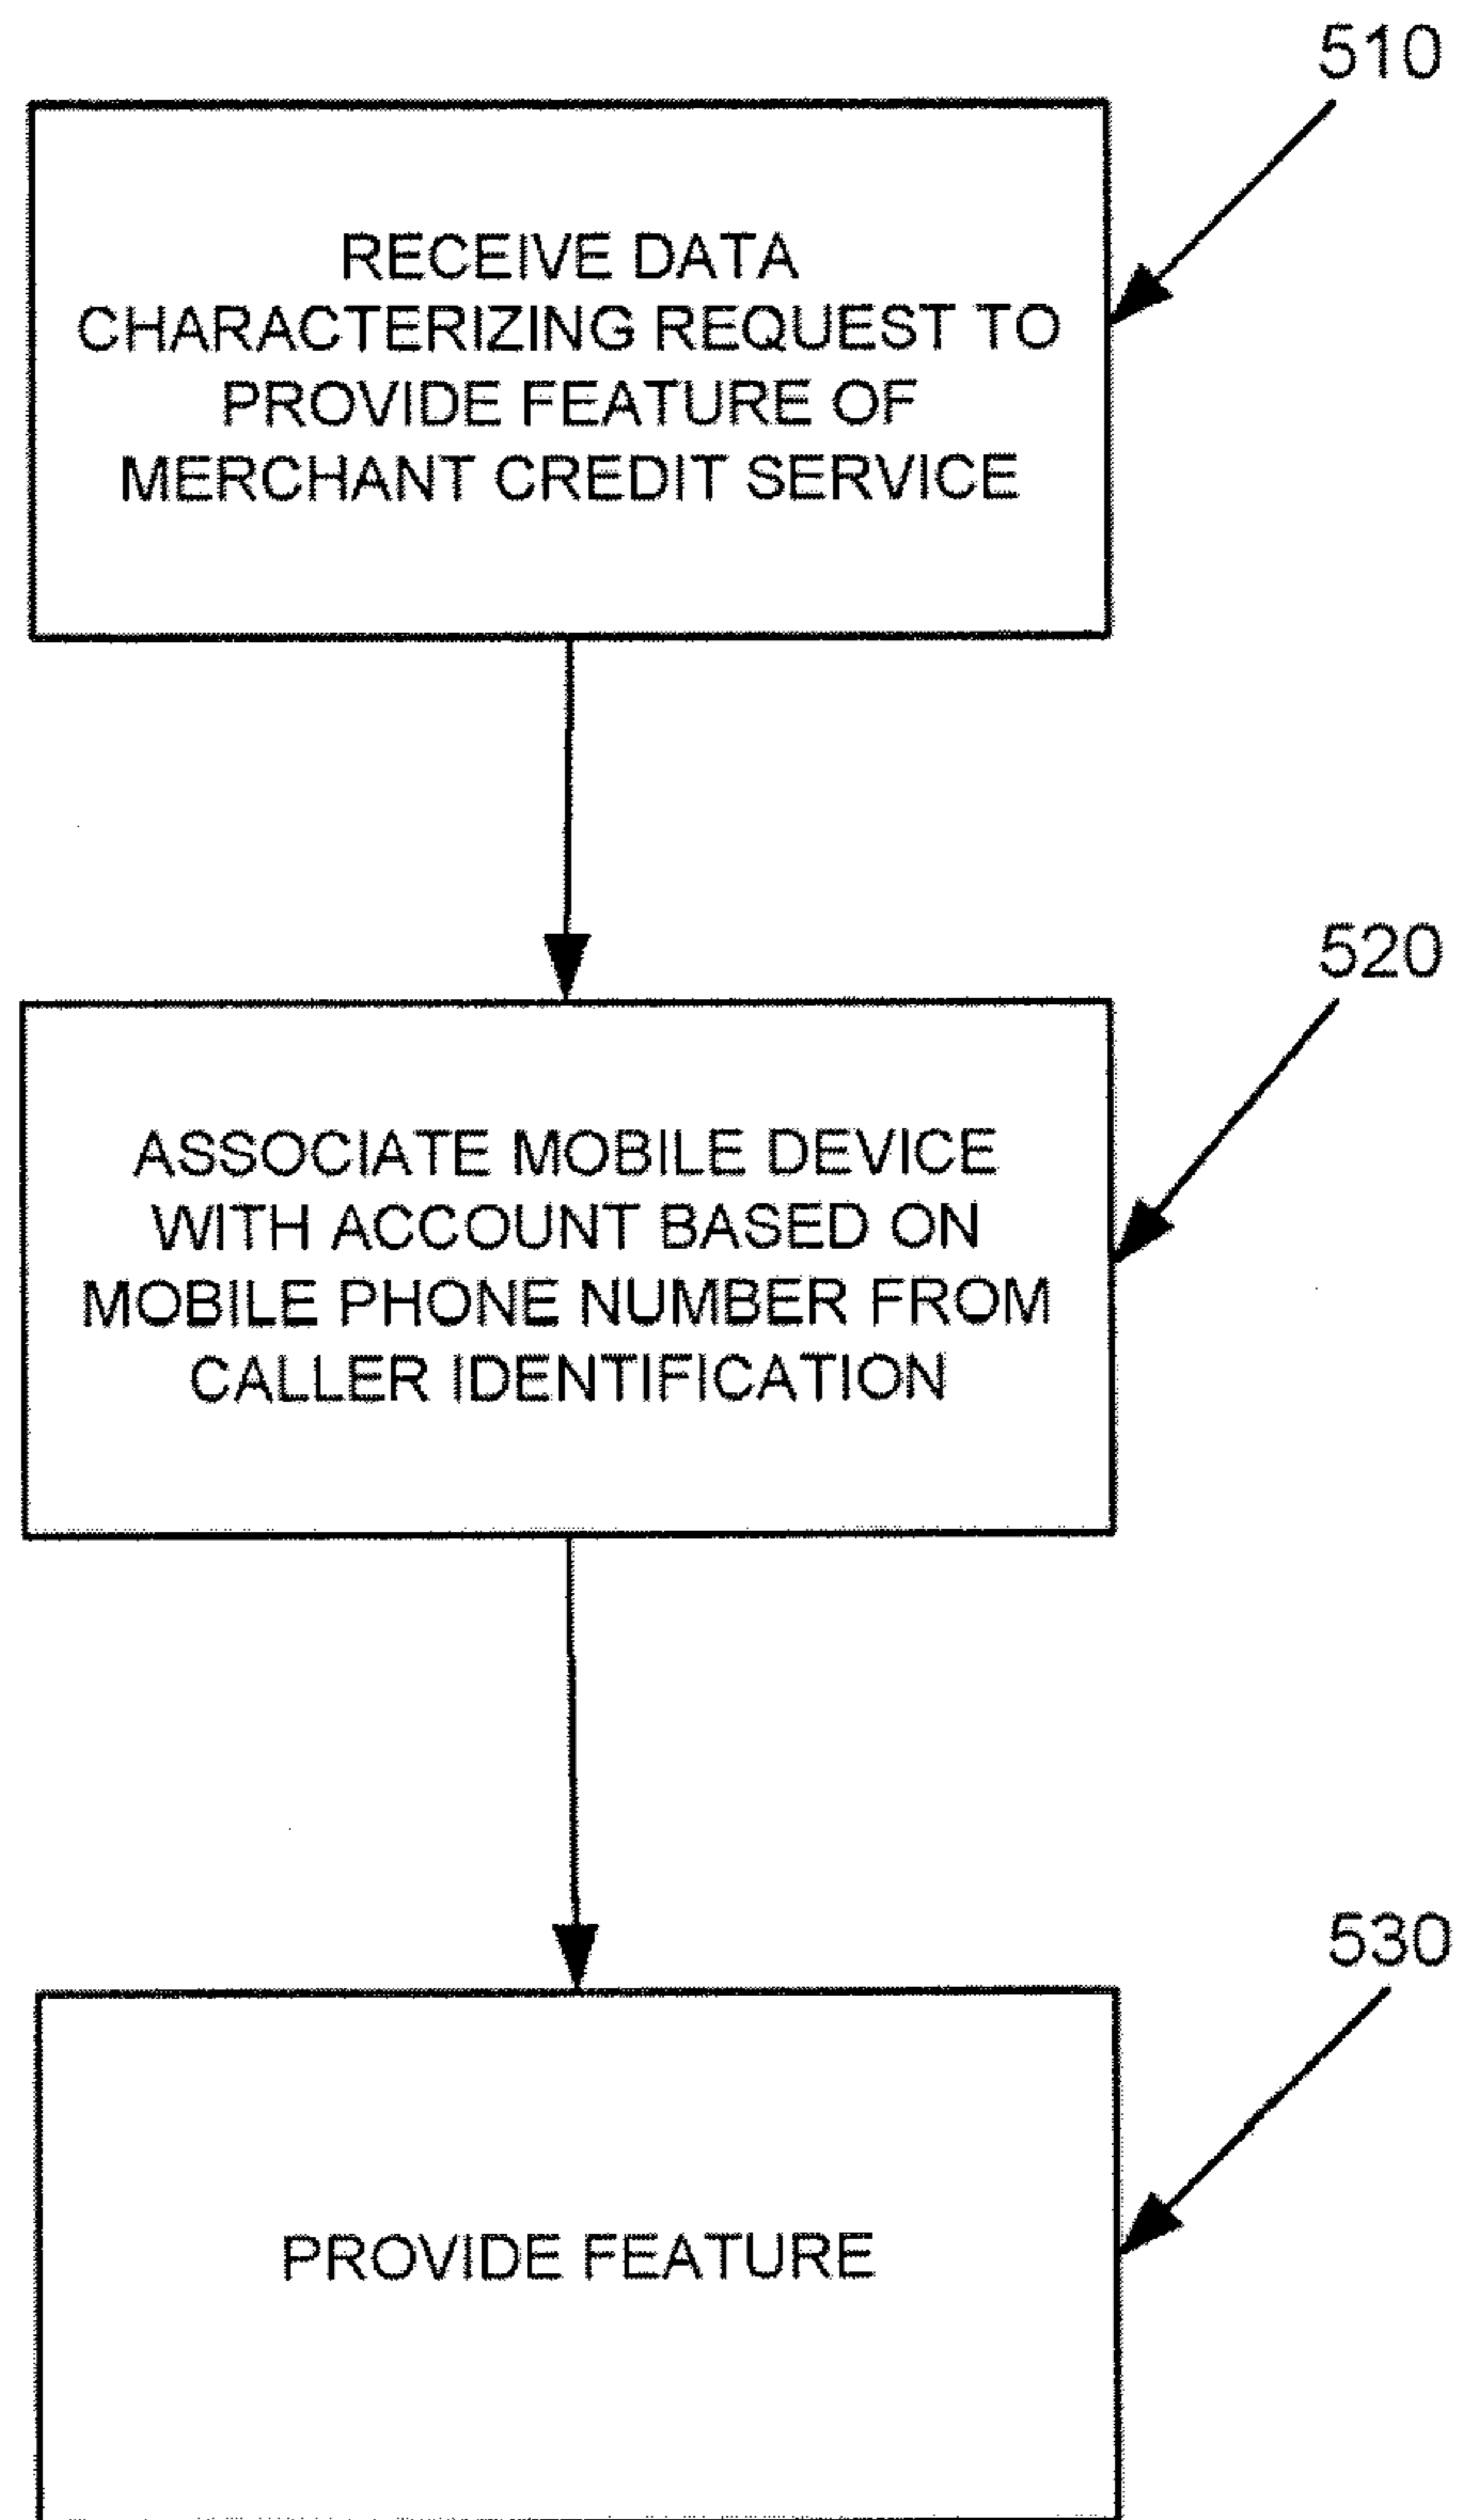 510
RECEIVE DATA
CHARACTERIZING REQUEST TO
PROVIDE FEATURE OF
MERCHANT CREDIT SERVICE
520
ASSOCIATE MOBILE DEVICE
WITH ACCOUNT BASED ON
MOBILE PHONE NUMBER FROM
CALLER IDENTIFICATION
530
PROVIDE FEATURE